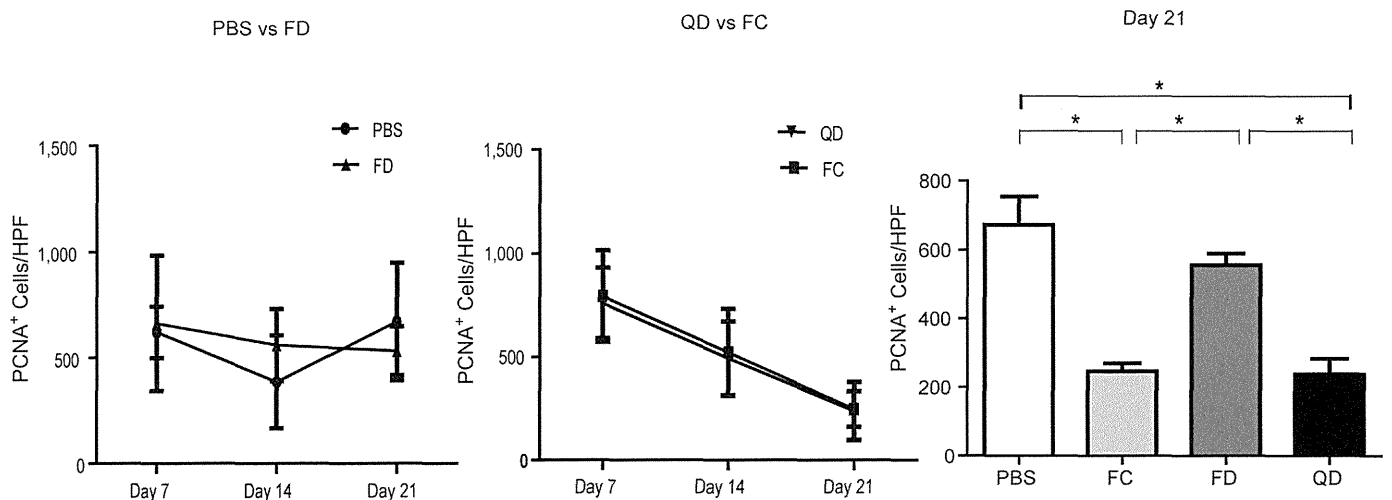 PBS vs FD
PBS
FD
1,500
1,000
500
0
PCNA+ Cells/HPF
Day 7
Day 14
Day 21
QD vs FC
QD
FC
1,500
1,000
500
0
PCNA+ Cells/HPF
Day 7
Day 14
Day 21
Day 21
*
*
*
*
800
600
400
200
0
PCNA+ Cells/HPF
PBS
FC
FD
QD